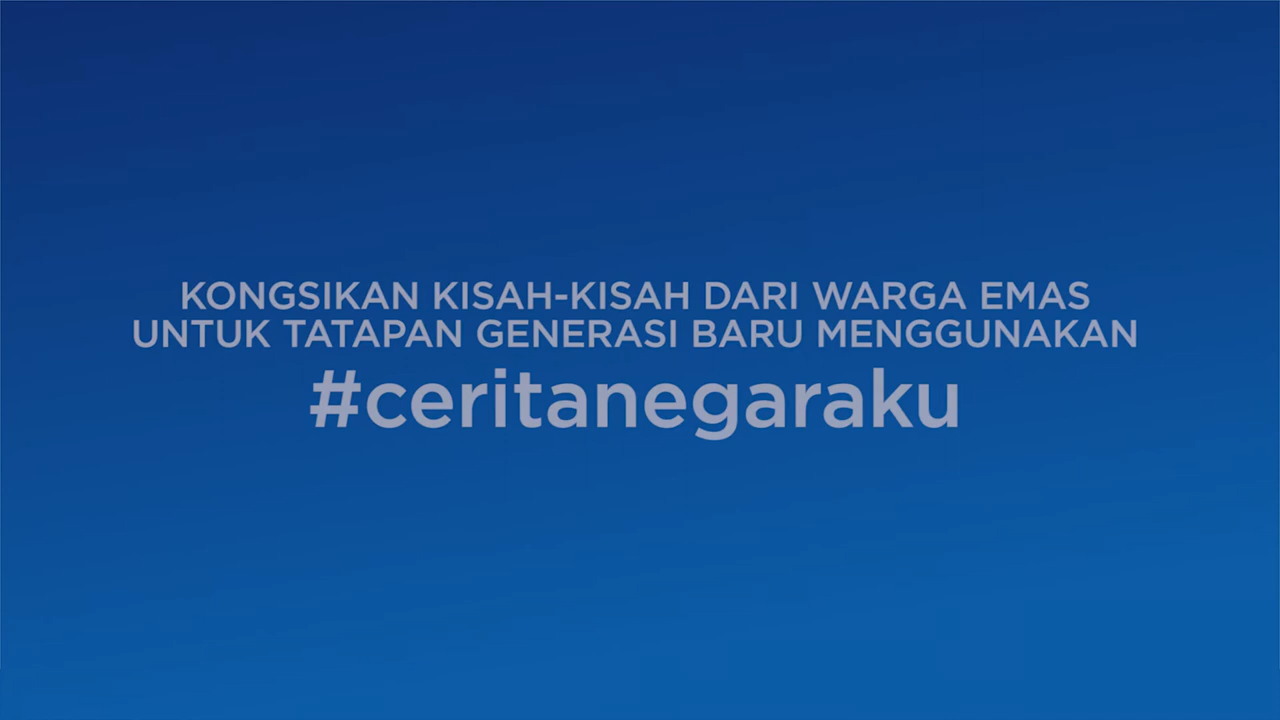 KONGSIKAN KISAH-KISAH DARI WARGA EMAS
UNTUK TATAPAN GENERASI BARU MENGGUNAKAN
#ceritanegaraku